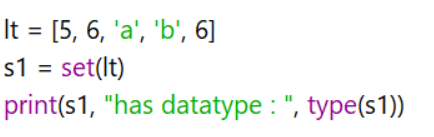 lt = [5, 6, 'a', 'b', 6]
s1 = set(lt)
print(s1, "has datatype : ", type(s1))